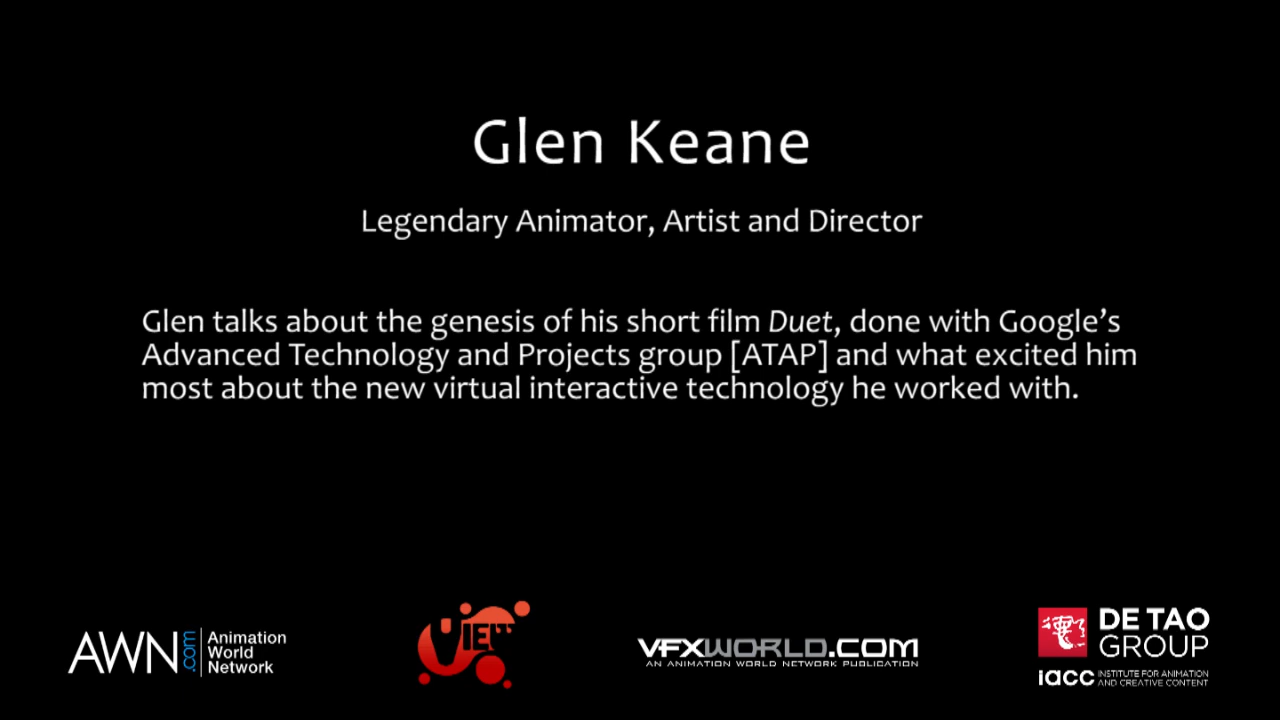 Glen Keane
Legendary Animator, Artist and Director
Glen talks about the genesis of his short film Duet, done with Google’s
Advanced Technology and Projects group [ATAP] and what excited him
most about the new virtual interactive technology he worked with.
AWN.com
Animation
World
Network
VIEW
VFXWORLD.COM
AN ANIMATION WORLD NETWORK PUBLICATION
DE TAO
GROUP
iacc
INSTITUTE FOR ANIMATION
AND CREATIVE CONTENT